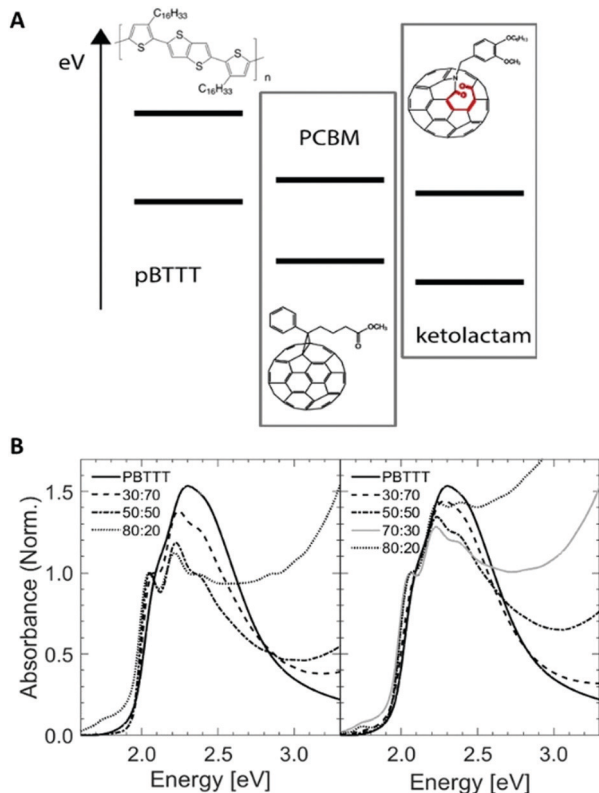 A
eV
C₁₆H₃₃
S
S
S
S
n
C₁₆H₃₃
pBTTT
PCBM
OCH₃
O
OC₆H₁₃
OCH₃
N
O
O
ketolactam
B
PBTTT
30:70
50:50
80:20
PBTTT
30:70
50:50
70:30
80:20
Absorbance (Norm.)
1.5
1.0
0.5
0.0
2.0 2.5 3.0
2.0 2.5 3.0
Energy [eV]
Energy [eV]